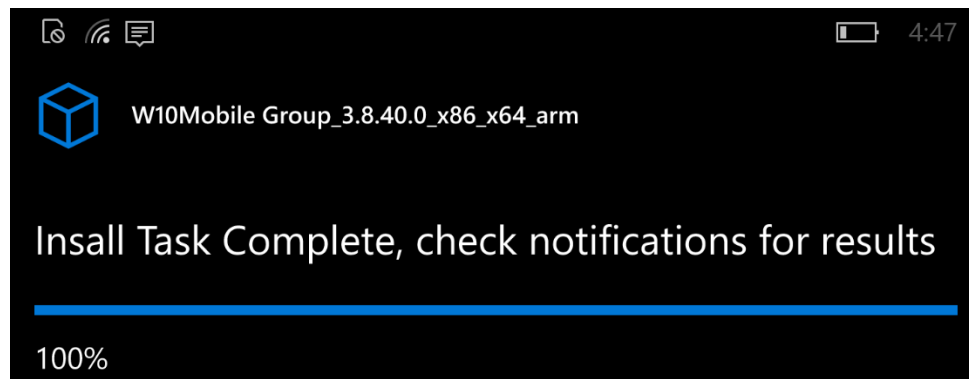 4:47
W10Mobile Group_3.8.40.0_x86_x64_arm
Insall Task Complete, check notifications for results
100%